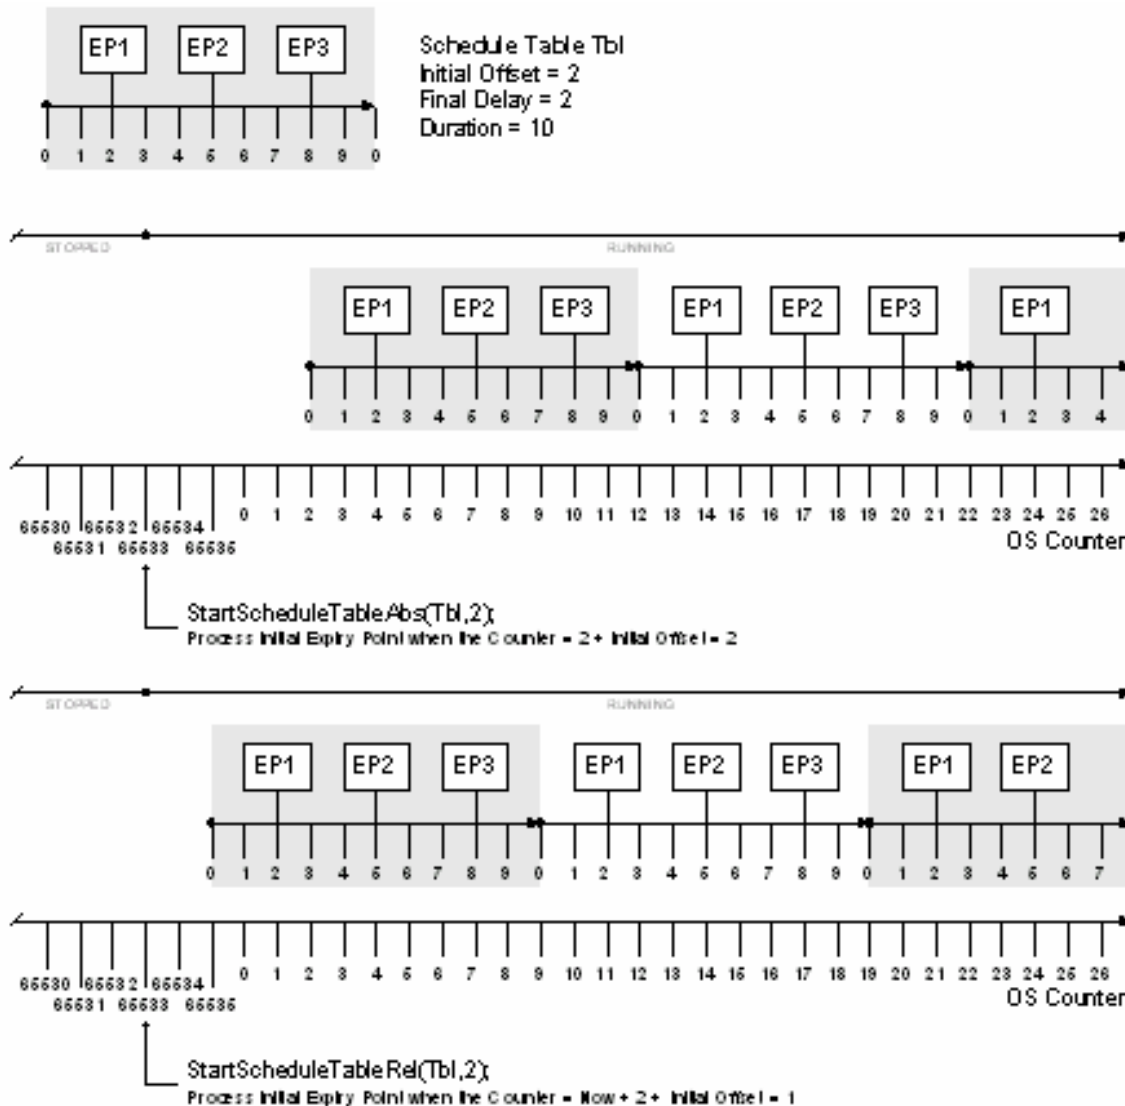 EP1 EP2 EP3
Schedule Table Tbl
Initial Offset = 2
Final Delay = 2
Duration = 10
0 1 2 3 4 5 6 7 8 9 0
STOPPED RUNNING
EP1 EP2 EP3 EP1 EP2 EP3 EP1
0 1 2 3 4 5 6 7 8 9 0 1 2 3 4 5 6 7 8 9 0 1 2 3 4
65530 65532 65534 0 1 2 3 4 5 6 7 8 9 10 11 12 13 14 15 16 17 18 19 20 21 22 23 24 25 26
65531 65533 65535
OS Counter
StartScheduleTableAbs(Tbl,2);
Process Initial Expiry Point when the Counter = 2 + Initial Offset = 2
STOPPED RUNNING
EP1 EP2 EP3 EP1 EP2 EP3 EP1 EP2
0 1 2 3 4 5 6 7 8 9 0 1 2 3 4 5 6 7 8 9 0 1 2 3 4 5 6 7
65530 65532 65534 0 1 2 3 4 5 6 7 8 9 10 11 12 13 14 15 16 17 18 19 20 21 22 23 24 25 26
65531 65533 65535
OS Counter
StartScheduleTableRel(Tbl,2);
Process Initial Expiry Point when the Counter = Now + 2 + Initial Offset = 1